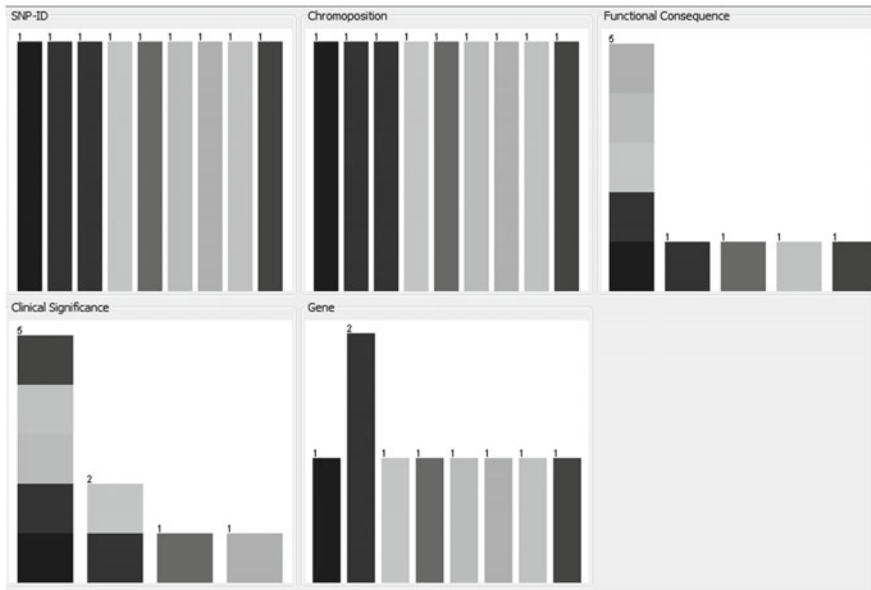 SNP-ID
1 1 1 1 1 1 1 1 1
Chromoposition
1 1 1 1 1 1 1 1 1
Functional Consequence
5
1 1 1 1
Clinical Significance
5
2
1 1
Gene
2
1 1 1 1 1 1 1